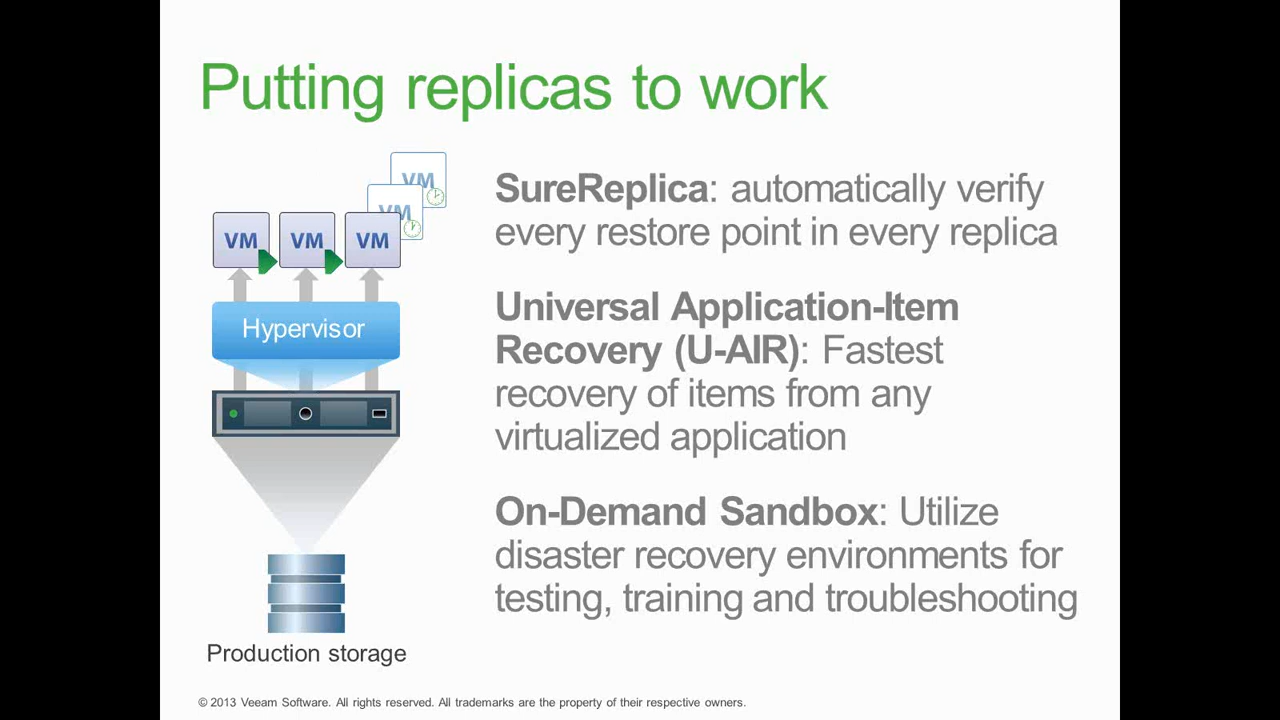 Putting replicas to work
VM
VM
VM
VM
VM
Hypervisor
Production storage
SureReplica: automatically verify
every restore point in every replica
Universal Application-Item
Recovery (U-AIR): Fastest
recovery of items from any
virtualized application
On-Demand Sandbox: Utilize
disaster recovery environments for
testing, training and troubleshooting
© 2013 Veeam Software. All rights reserved. All trademarks are the property of their respective owners.